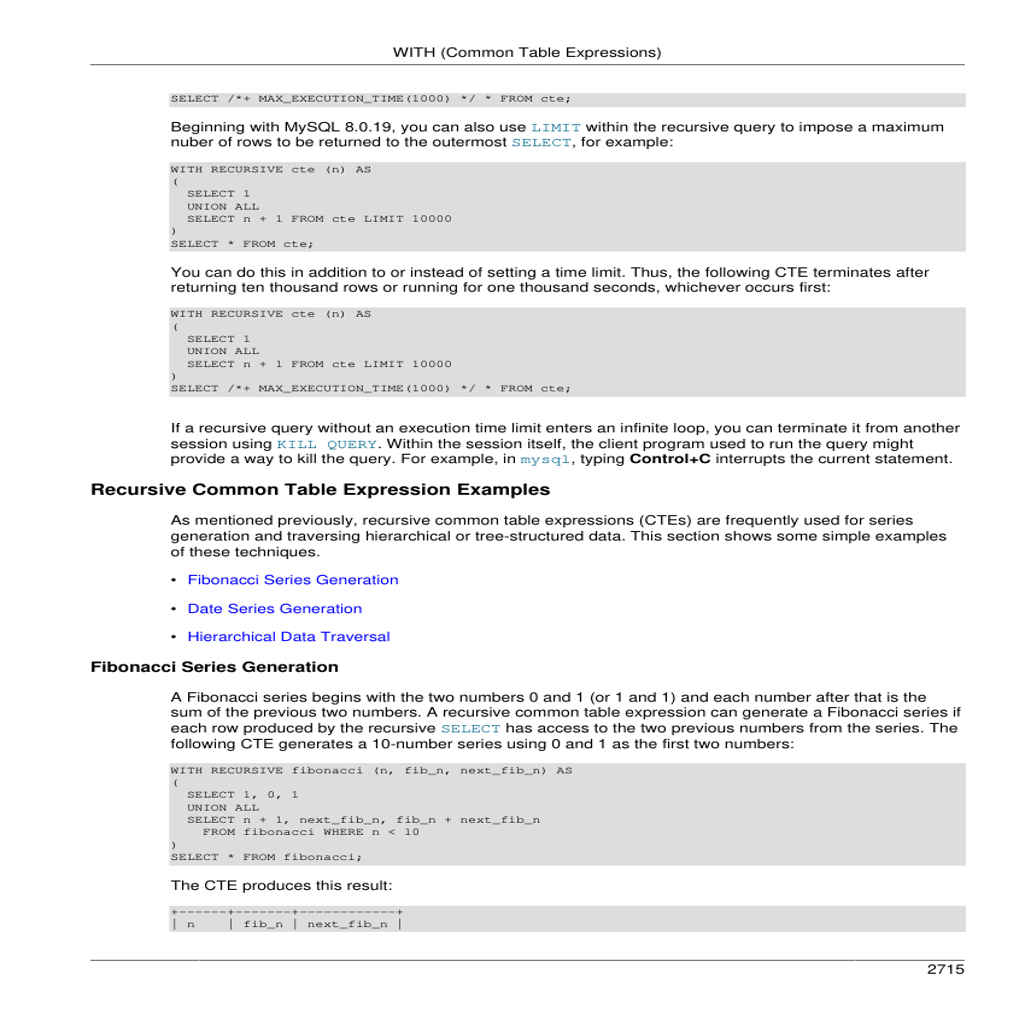 WITH (Common Table Expressions)
SELECT /*+ MAX_EXECUTION_TIME(1000) */ * FROM cte;
Beginning with MySQL 8.0.19, you can also use LIMIT within the recursive query to impose a maximum
nuber of rows to be returned to the outermost SELECT, for example:
WITH RECURSIVE cte (n) AS
(
  SELECT 1
  UNION ALL
  SELECT n + 1 FROM cte LIMIT 10000
)
SELECT * FROM cte;
You can do this in addition to or instead of setting a time limit. Thus, the following CTE terminates after
returning ten thousand rows or running for one thousand seconds, whichever occurs first:
WITH RECURSIVE cte (n) AS
(
  SELECT 1
  UNION ALL
  SELECT n + 1 FROM cte LIMIT 10000
)
SELECT /*+ MAX_EXECUTION_TIME(1000) */ * FROM cte;
If a recursive query without an execution time limit enters an infinite loop, you can terminate it from another
session using KILL QUERY. Within the session itself, the client program used to run the query might
provide a way to kill the query. For example, in mysql, typing Control+C interrupts the current statement.
Recursive Common Table Expression Examples
As mentioned previously, recursive common table expressions (CTEs) are frequently used for series
generation and traversing hierarchical or tree-structured data. This section shows some simple examples
of these techniques.
• Fibonacci Series Generation
• Date Series Generation
• Hierarchical Data Traversal
Fibonacci Series Generation
A Fibonacci series begins with the two numbers 0 and 1 (or 1 and 1) and each number after that is the
sum of the previous two numbers. A recursive common table expression can generate a Fibonacci series if
each row produced by the recursive SELECT has access to the two previous numbers from the series. The
following CTE generates a 10-number series using 0 and 1 as the first two numbers:
WITH RECURSIVE fibonacci (n, fib_n, next_fib_n) AS
(
  SELECT 1, 0, 1
  UNION ALL
  SELECT n + 1, next_fib_n, fib_n + next_fib_n
    FROM fibonacci WHERE n < 10
)
SELECT * FROM fibonacci;
The CTE produces this result:
+------+-------+------------+
| n    | fib_n | next_fib_n |
2715